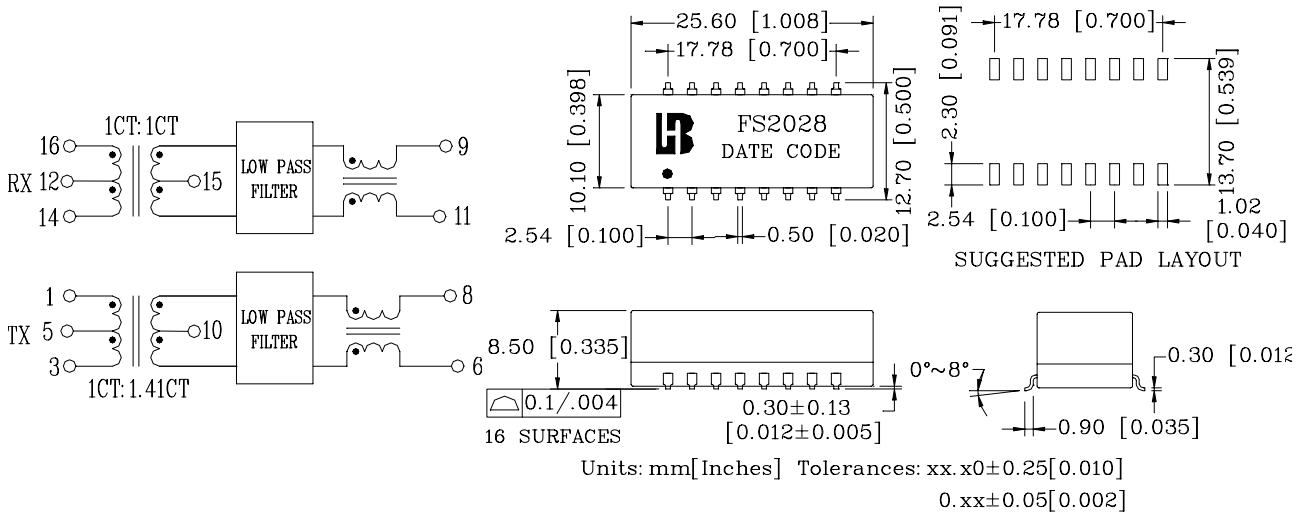 1CT:1CT
16
RX 12
14
15
LOW PASS
FILTER
9
11
1
TX 5
3
10
LOW PASS
FILTER
8
6
1CT:1.41CT
25.60 [1.008]
17.78 [0.700]
10.10 [0.398]
HB
FS2028
DATE CODE
12.70 [0.500]
2.54 [0.100]
0.50 [0.020]
17.78 [0.700]
2.30 [0.091]
13.70 [0.539]
2.54 [0.100]
1.02
[0.040]
SUGGESTED PAD LAYOUT
8.50 [0.335]
0.1/.004
16 SURFACES
0.30±0.13
[0.012±0.005]
0°~8°
0.30 [0.012
0.90 [0.035]
Units: mm[Inches] Tolerances: xx.x0±0.25[0.010]
0.xx±0.05[0.002]